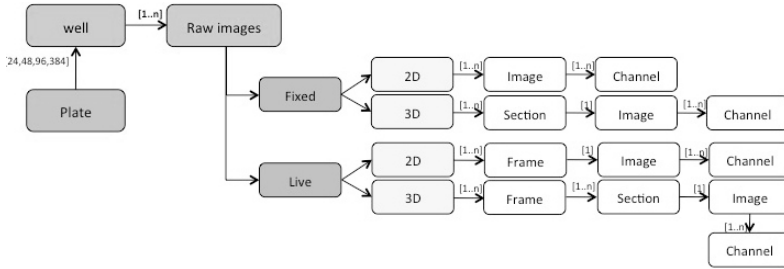 well
[1..n]
Raw images
[24,48,96,384]
Plate
Fixed
2D
[1..n]
Image
[1..n]
Channel
3D
[1..n]
Section
[1]
Image
[1..n]
Channel
Live
2D
[1..n]
Frame
[1]
Image
[1..n]
Channel
3D
[1..n]
Frame
[1..n]
Section
[1]
Image
[1..n]
Channel